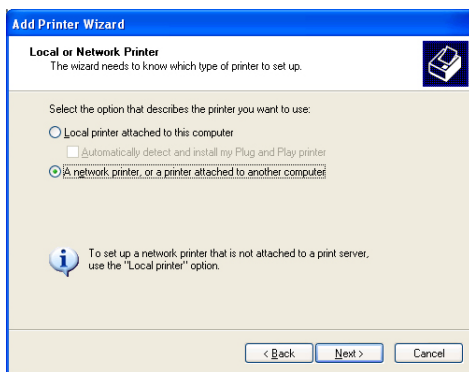 Add Printer Wizard
Local or Network Printer
The wizard needs to know which type of printer to set up.
Select the option that describes the printer you want to use:
Local printer attached to this computer
Automatically detect and install my Plug and Play printer
A network printer, or a printer attached to another computer
To set up a network printer that is not attached to a print server,
use the "Local printer" option.
< Back Next > Cancel